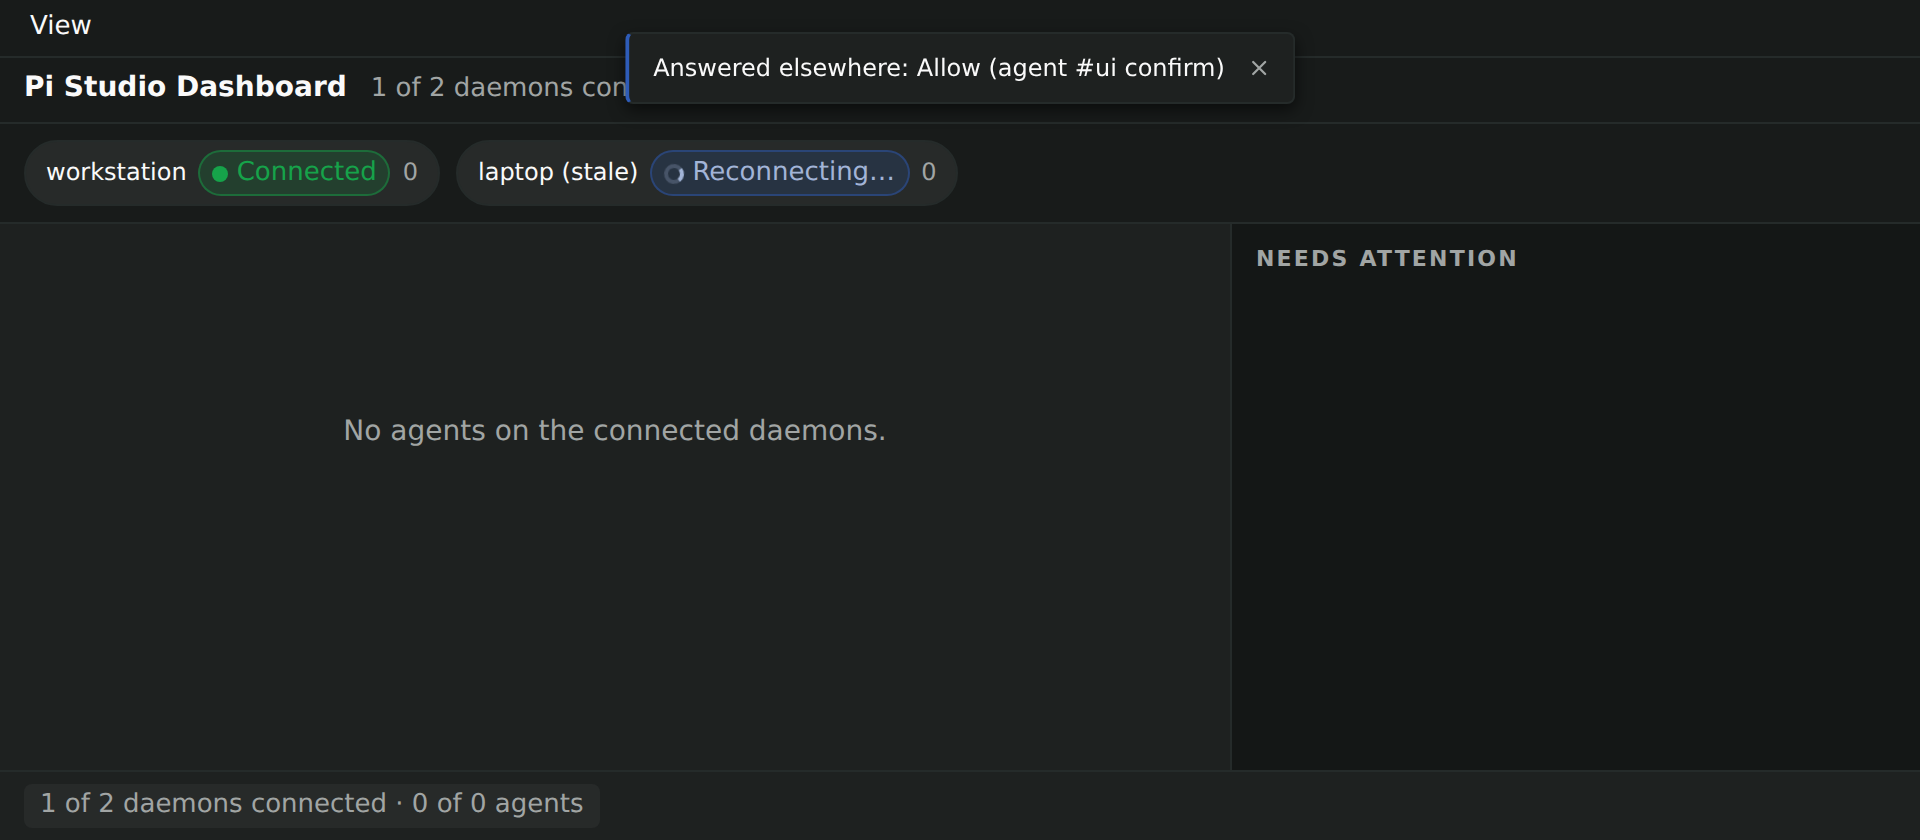 View
Answered elsewhere: Allow (agent #ui confirm) ×
Pi Studio Dashboard 1 of 2 daemons con
workstation Connected 0 laptop (stale) Reconnecting... 0
NEEDS ATTENTION
No agents on the connected daemons.
1 of 2 daemons connected · 0 of 0 agents